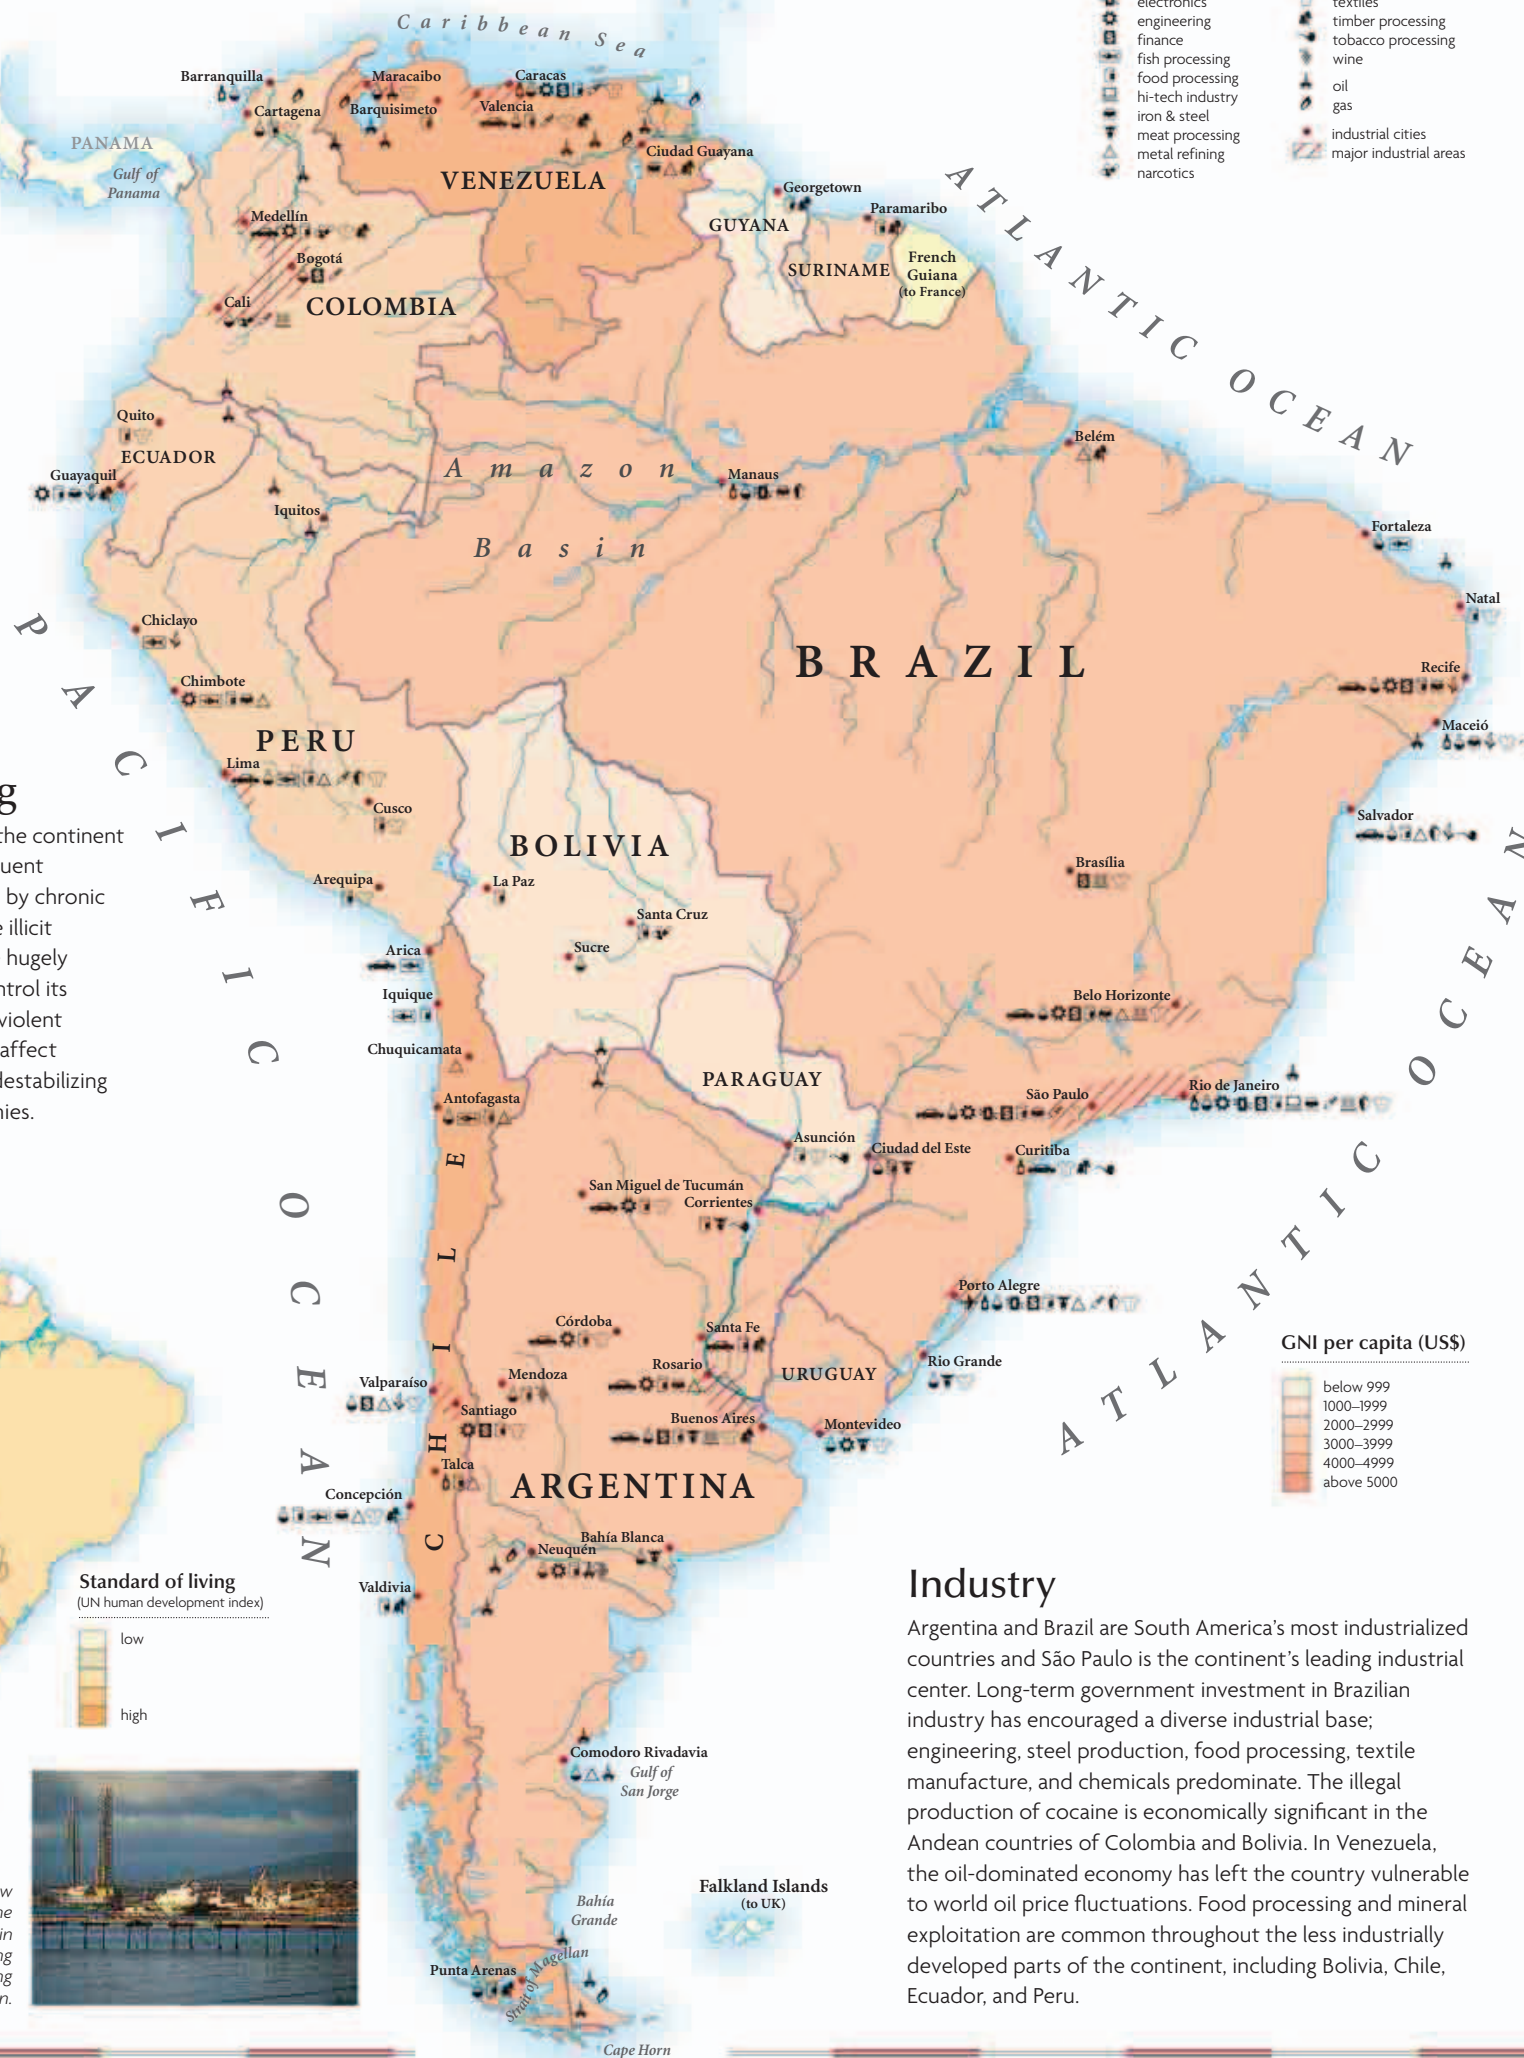 Caribbean Sea
electronics
engineering
finance
fish processing
food processing
hi-tech industry
iron & steel
meat processing
metal refining
narcotics
textiles
timber processing
tobacco processing
wine
oil
gas
industrial cities
major industrial areas
Barranquilla
Maracaibo
Caracas
Cartagena
Barquisimeto
Valencia
PANAMA
Gulf of
Panama
Ciudad Guayana
VENEZUELA
Georgetown
Paramaribo
GUYANA
Medellín
SURINAME
French
Guiana
(to France)
Bogotá
Cali
COLOMBIA
ATLANTIC OCEAN
Quito
ECUADOR
Guayaquil
Iquitos
Amazon
Basin
Manaus
Belém
Fortaleza
Natal
Recife
Maceió
Chiclayo
Chimbote
BRAZIL
PERU
Lima
Cusco
PACIFIC OCEAN
g
the continent
uent
by chronic
illicit
hugely
ntrol its
violent
affect
destabilizing
nies.
BOLIVIA
Salvador
Brasília
Arequipa
La Paz
Santa Cruz
Sucre
Arica
Iquique
Chuquicamata
Antofagasta
Belo Horizonte
PARAGUAY
São Paulo
Rio de Janeiro
Asunción
Ciudad del Este
Curitiba
ATLANTIC OCEAN
CHILE
San Miguel de Tucumán
Corrientes
Porto Alegre
Córdoba
Santa Fe
Rosario
Mendoza
URUGUAY
Rio Grande
Valparaíso
Santiago
Buenos Aires
Montevideo
Talca
ARGENTINA
Concepción
Bahía Blanca
Neuquén
Valdivia
GNI per capita (US$)
below 999
1000–1999
2000–2999
3000–3999
4000–4999
above 5000
Standard of living
(UN human development index)
low
high
Comodoro Rivadavia
Gulf of
San Jorge
Falkland Islands
(to UK)
Bahía
Grande
Punta Arenas
Strait of Magellan
Cape Horn
w
ne
in
ng
ng
n.
Industry
Argentina and Brazil are South America's most industrialized
countries and São Paulo is the continent's leading industrial
center. Long-term government investment in Brazilian
industry has encouraged a diverse industrial base;
engineering, steel production, food processing, textile
manufacture, and chemicals predominate. The illegal
production of cocaine is economically significant in the
Andean countries of Colombia and Bolivia. In Venezuela,
the oil-dominated economy has left the country vulnerable
to world oil price fluctuations. Food processing and mineral
exploitation are common throughout the less industrially
developed parts of the continent, including Bolivia, Chile,
Ecuador, and Peru.